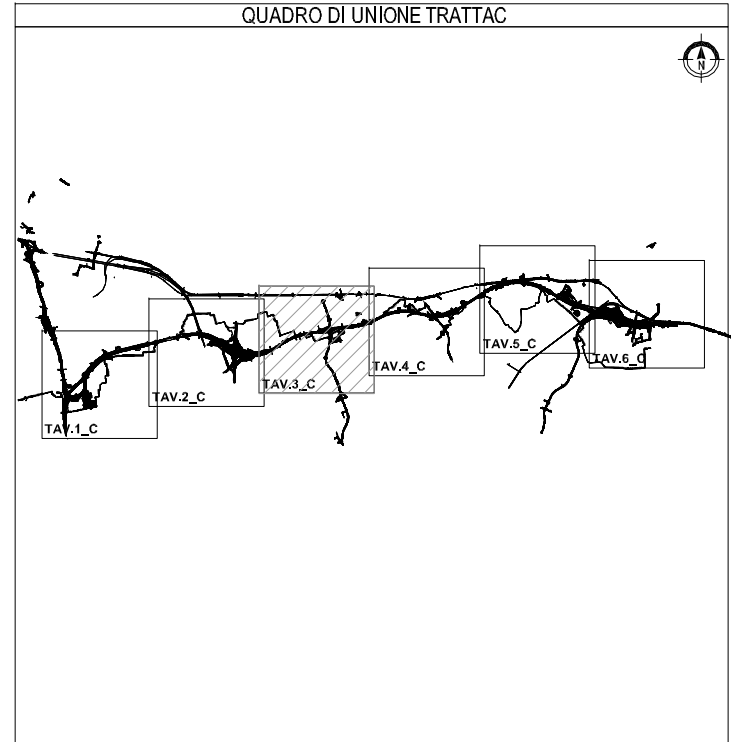 QUADRO DI UNIONE TRATTAC
N
TAV.1_C
TAV.2_C
TAV.3_C
TAV.4_C
TAV.5_C
TAV.6_C